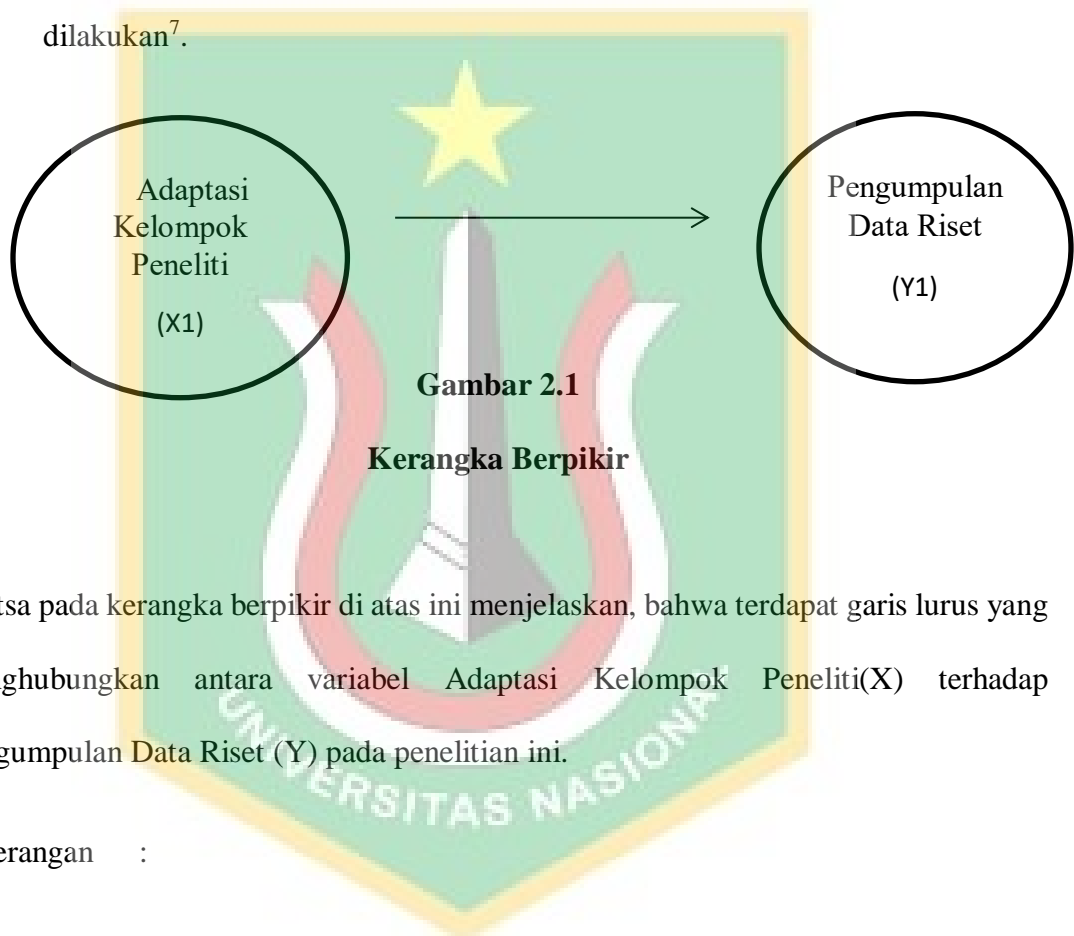 dilakukan⁷.
Adaptasi
Kelompok
Peneliti
(X1)
Pengumpulan
Data Riset
(Y1)
Gambar 2.1
Kerangka Berpikir
tsa pada kerangka berpikir di atas ini menjelaskan, bahwa terdapat garis lurus yang
ghubungkan antara variabel Adaptasi Kelompok Peneliti(X) terhadap
gumpulan Data Riset (Y) pada penelitian ini.
erangan :
UNIVERSITAS NASIONAL